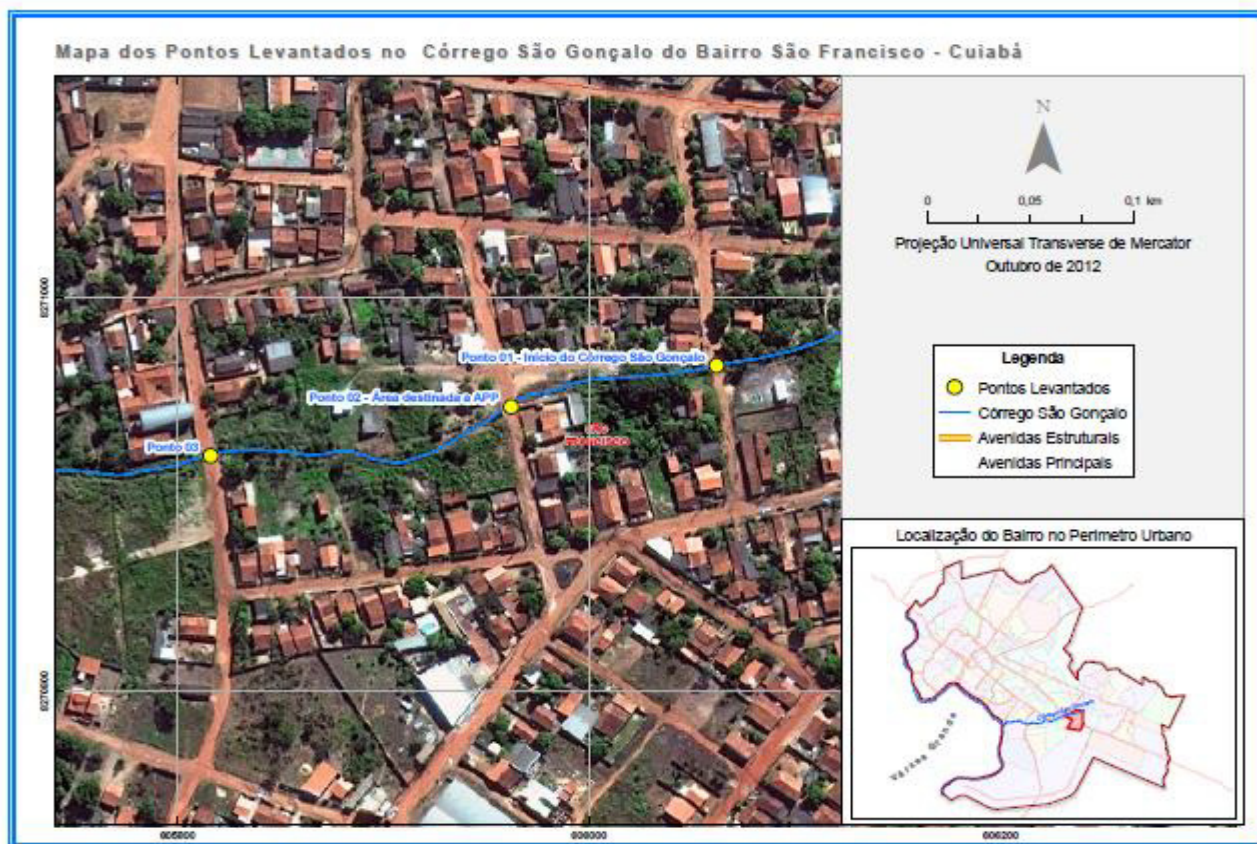 Mapa dos Pontos Levantados no Córrego São Gonçalo do Bairro São Francisco - Cuiabá
N
0 0,05 0,1 km
Projeção Universal Transverse de Mercator
Outubro de 2012
8271000
Ponto 01 - Início do Córrego São Gonçalo
Ponto 02 - Área destinada a APP
São
Francisco
Ponto 03
Legenda
Pontos Levantados
Córrego São Gonçalo
Avenidas Estruturais
Avenidas Principais
Localização do Bairro no Perimetro Urbano
Várzea Grande
8270800
605800
606000
606200